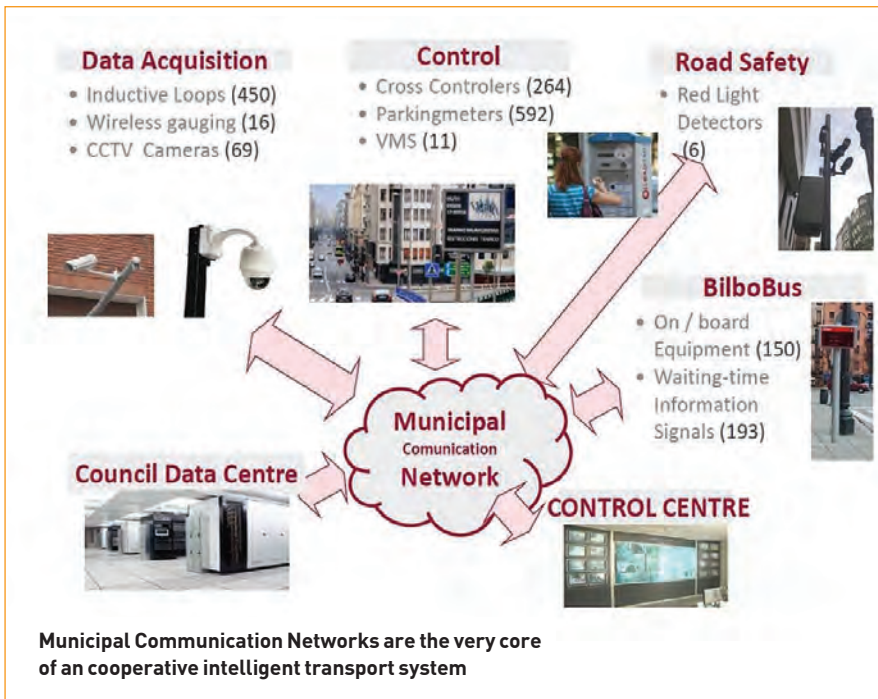 Data Acquisition
• Inductive Loops (450)
• Wireless gauging (16)
• CCTV Cameras (69)
Control
• Cross Controlers (264)
• Parkingmeters (592)
• VMS (11)
Road Safety
• Red Light
Detectors
(6)
BilboBus
• On / board
Equipment (150)
• Waiting-time
Information
Signals (193)
Municipal
Comunication
Network
Council Data Centre
CONTROL CENTRE
Municipal Communication Networks are the very core
of an cooperative intelligent transport system